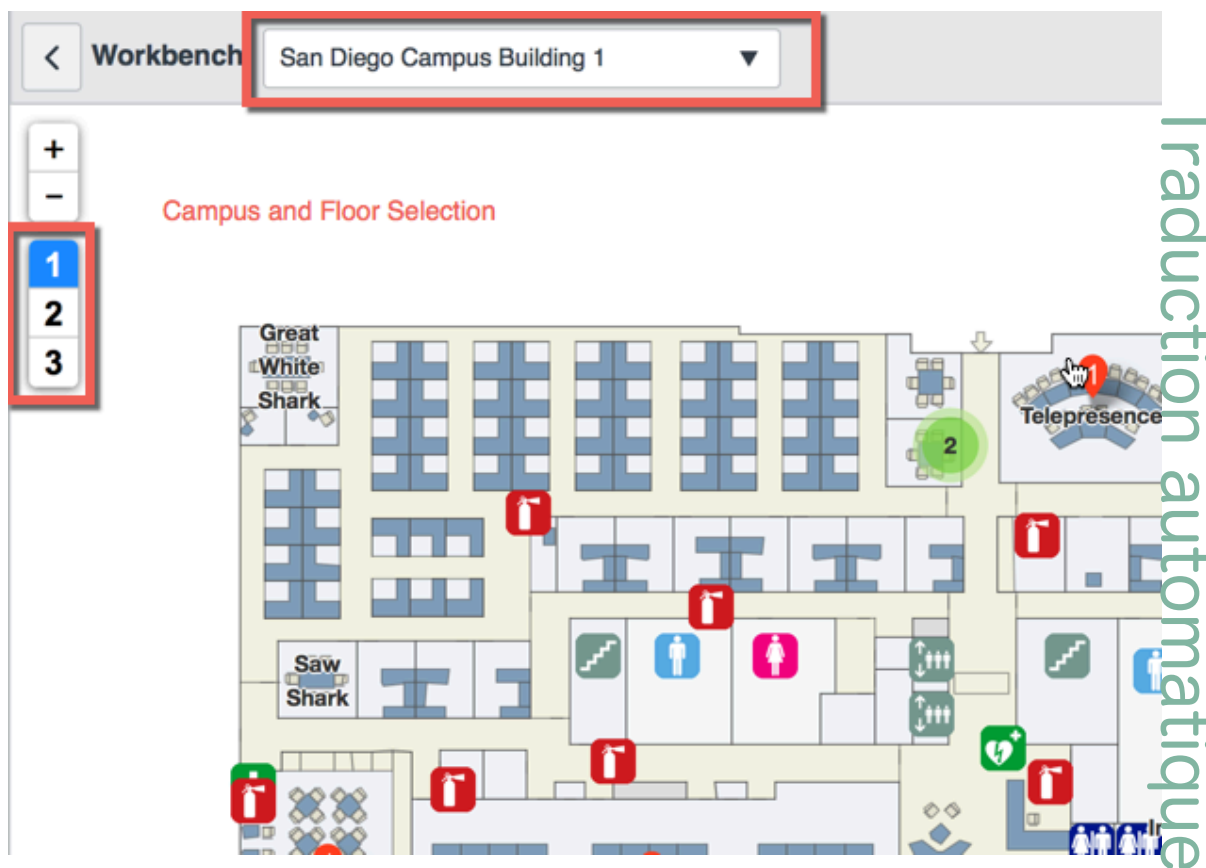 Workbench
San Diego Campus Building 1
+
−
Campus and Floor Selection
1
2
3
Great
White
Shark
1
Telepresence
2
Saw
Shark
Traduction automatique